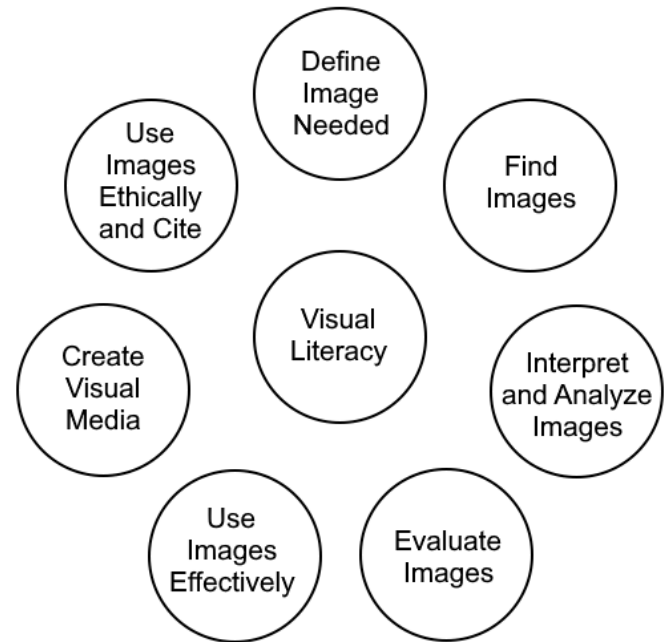 Define
Image
Needed
Use
Images
Ethically
and Cite
Find
Images
Visual
Literacy
Create
Visual
Media
Interpret
and Analyze
Images
Use
Images
Effectively
Evaluate
Images